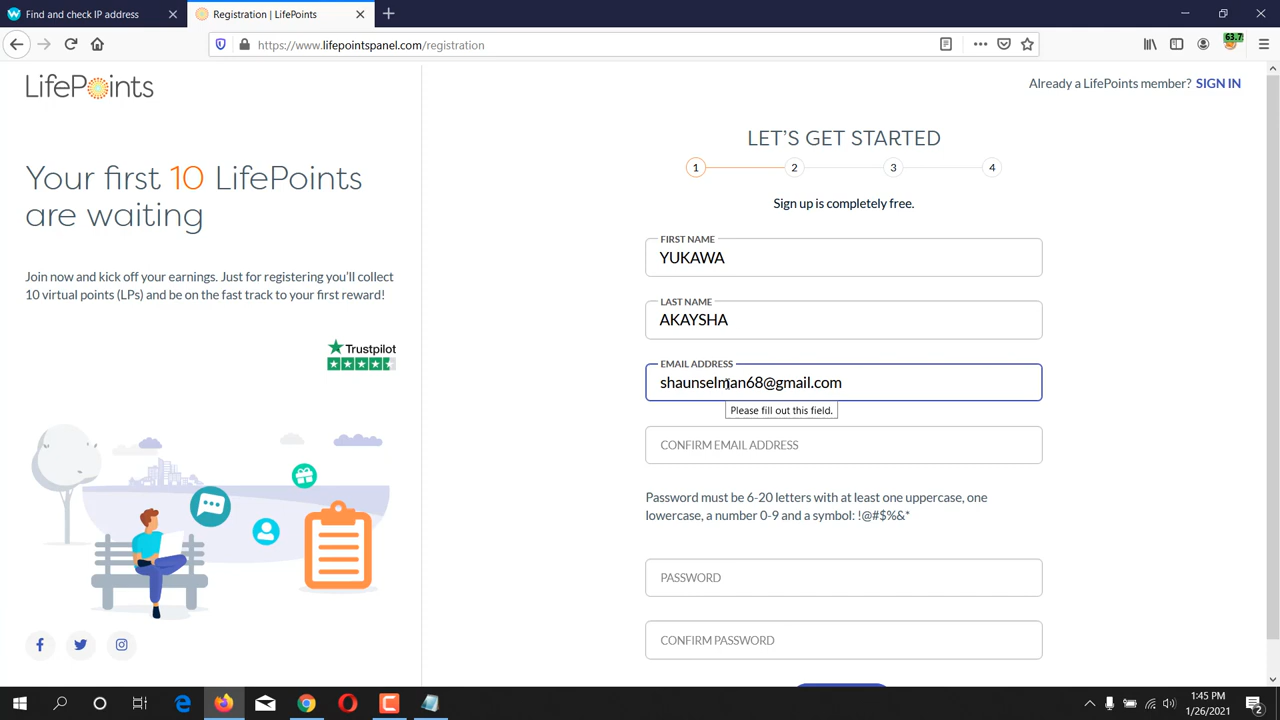 Find and check IP address
Registration | LifePoints
https://www.lifepointspanel.com/registration
63.7
LifePoints
Already a LifePoints member? SIGN IN
Your first 10 LifePoints
are waiting
Join now and kick off your earnings. Just for registering you'll collect
10 virtual points (LPs) and be on the fast track to your first reward!
Trustpilot
LET'S GET STARTED
1 2 3 4
Sign up is completely free.
FIRST NAME
YUKAWA
LAST NAME
AKAYSHA
EMAIL ADDRESS
shaunselman68@gmail.com
Please fill out this field.
CONFIRM EMAIL ADDRESS
Password must be 6-20 letters with at least one uppercase, one
lowercase, a number 0-9 and a symbol: !@#$%&*
PASSWORD
CONFIRM PASSWORD
1:45 PM
1/26/2021
2